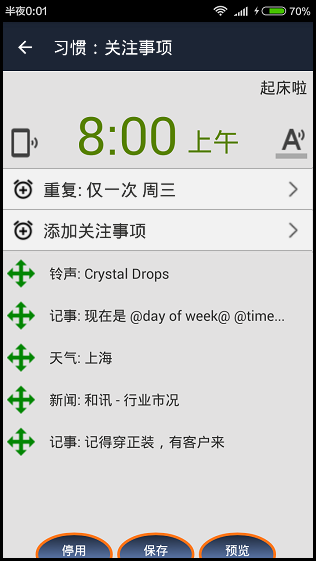 半夜0:01 70%
习惯：关注事项
起床啦
8:00 上午
A
重复: 仅一次 周三
添加关注事项
铃声: Crystal Drops
记事: 现在是 @day of week@ @time...
天气: 上海
新闻: 和讯 - 行业市况
记事: 记得穿正装，有客户来
停用 保存 预览